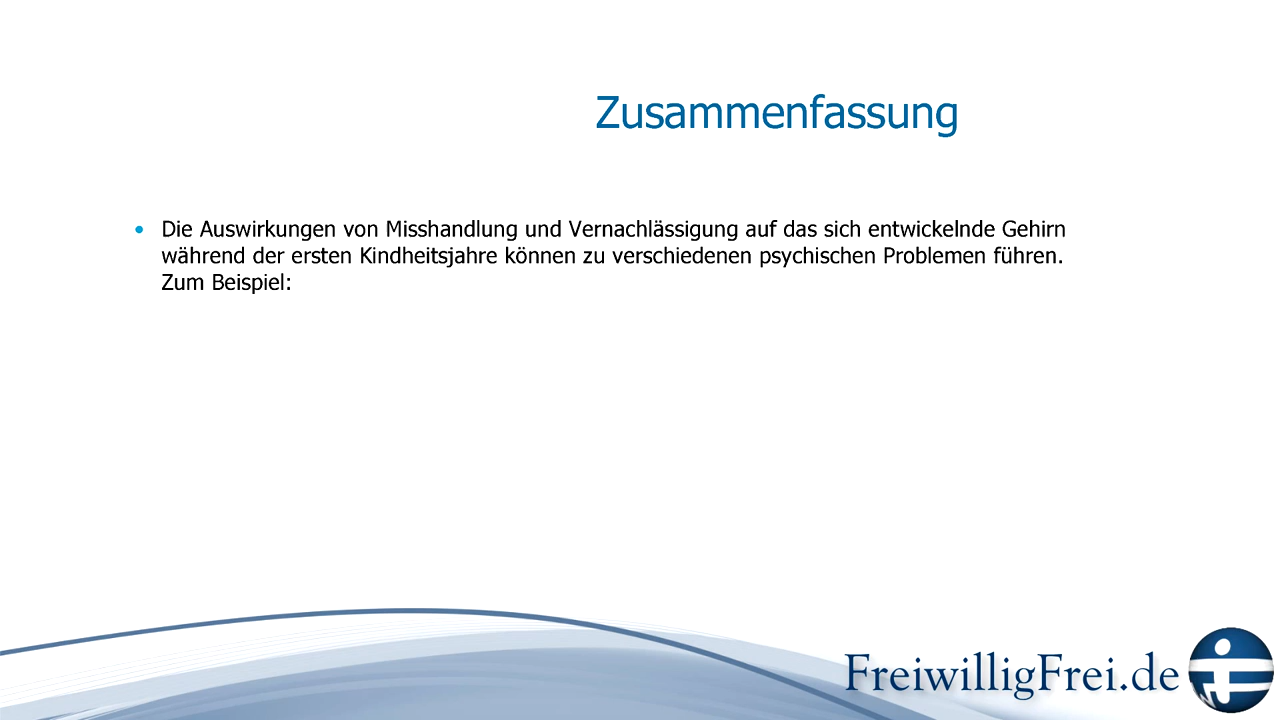 Zusammenfassung
• Die Auswirkungen von Misshandlung und Vernachlässigung auf das sich entwickelnde Gehirn
während der ersten Kindheitsjahre können zu verschiedenen psychischen Problemen führen.
Zum Beispiel:
FreiwilligFrei.de